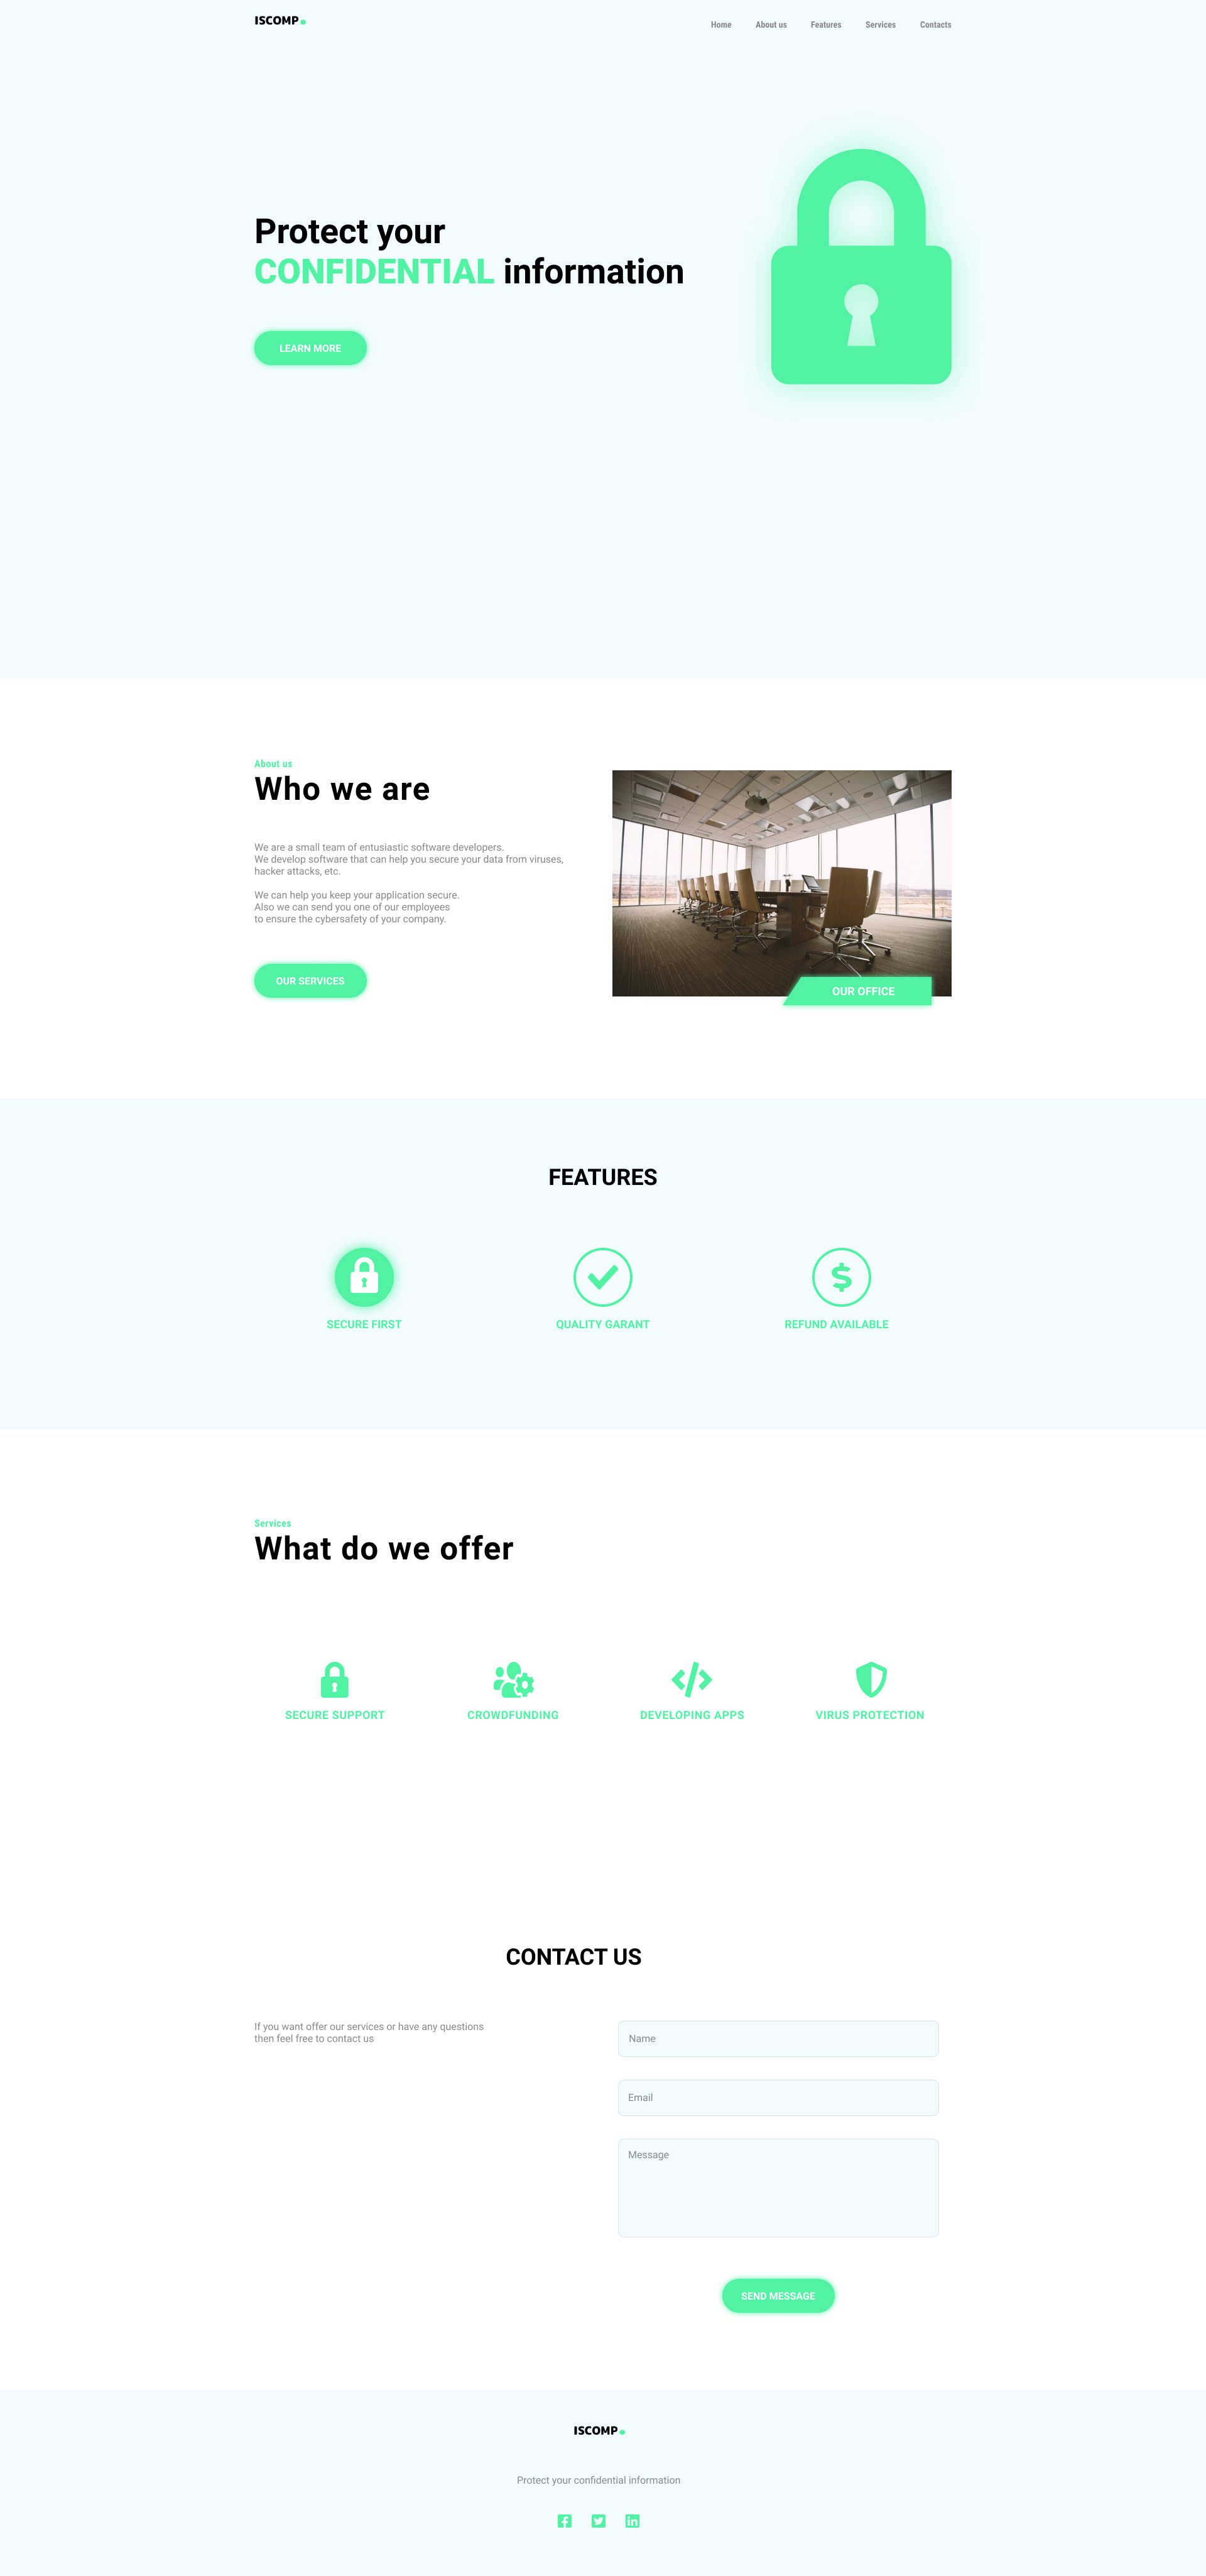 ISCOMP
Home About us Features Services Contacts
Protect your
CONFIDENTIAL information
LEARN MORE
About us
Who we are
We are a small team of entusiastic software developers.
We develop software that can help you secure your data from viruses,
hacker attacks, etc.
We can help you keep your application secure.
Also we can send you one of our employees
to ensure the cybersafety of your company.
OUR SERVICES
OUR OFFICE
FEATURES
SECURE FIRST
QUALITY GARANT
REFUND AVAILABLE
Services
What do we offer
SECURE SUPPORT
CROWDFUNDING
DEVELOPING APPS
VIRUS PROTECTION
CONTACT US
If you want offer our services or have any questions
then feel free to contact us
Name
Email
Message
SEND MESSAGE
ISCOMP
Protect your confidential information